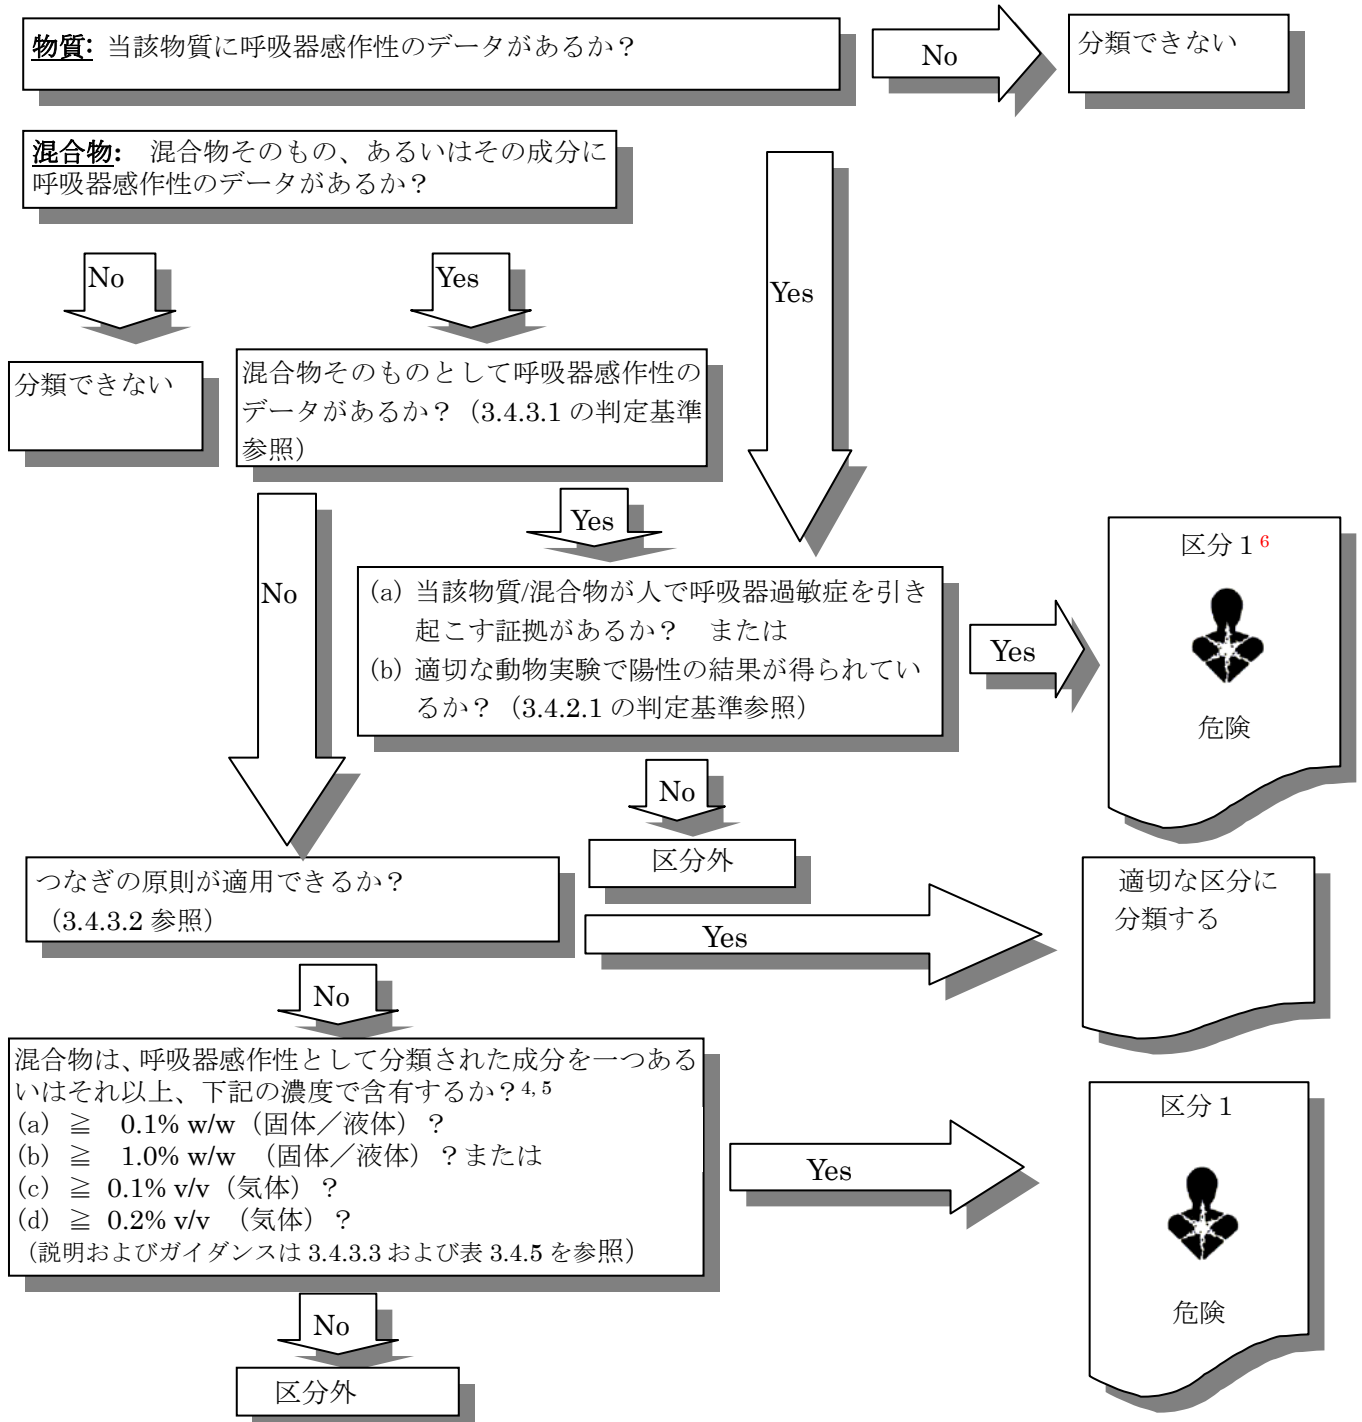 物質: 当該物質に呼吸器感作性のデータがあるか？
No
分類できない
混合物:　混合物そのもの、あるいはその成分に
呼吸器感作性のデータがあるか？
No
Yes
Yes
分類できない
混合物そのものとして呼吸器感作性の
データがあるか？（3.4.3.1 の判定基準
参照）
No
Yes
(a) 当該物質/混合物が人で呼吸器過敏症を引き
起こす証拠があるか？　または
(b) 適切な動物実験で陽性の結果が得られてい
るか？（3.4.2.1 の判定基準参照）
Yes
区分１6
危険
No
区分外
つなぎの原則が適用できるか？
（3.4.3.2 参照）
Yes
適切な区分に
分類する
No
混合物は、呼吸器感作性として分類された成分を一つある
いはそれ以上、下記の濃度で含有するか？4, 5
(a) ≧ 0.1% w/w（固体／液体）？
(b) ≧ 1.0% w/w （固体／液体）？または
(c) ≧ 0.1% v/v（気体）？
(d) ≧ 0.2% v/v （気体）？
（説明およびガイダンスは 3.4.3.3 および表 3.4.5 を参照）
Yes
区分１
危険
No
区分外